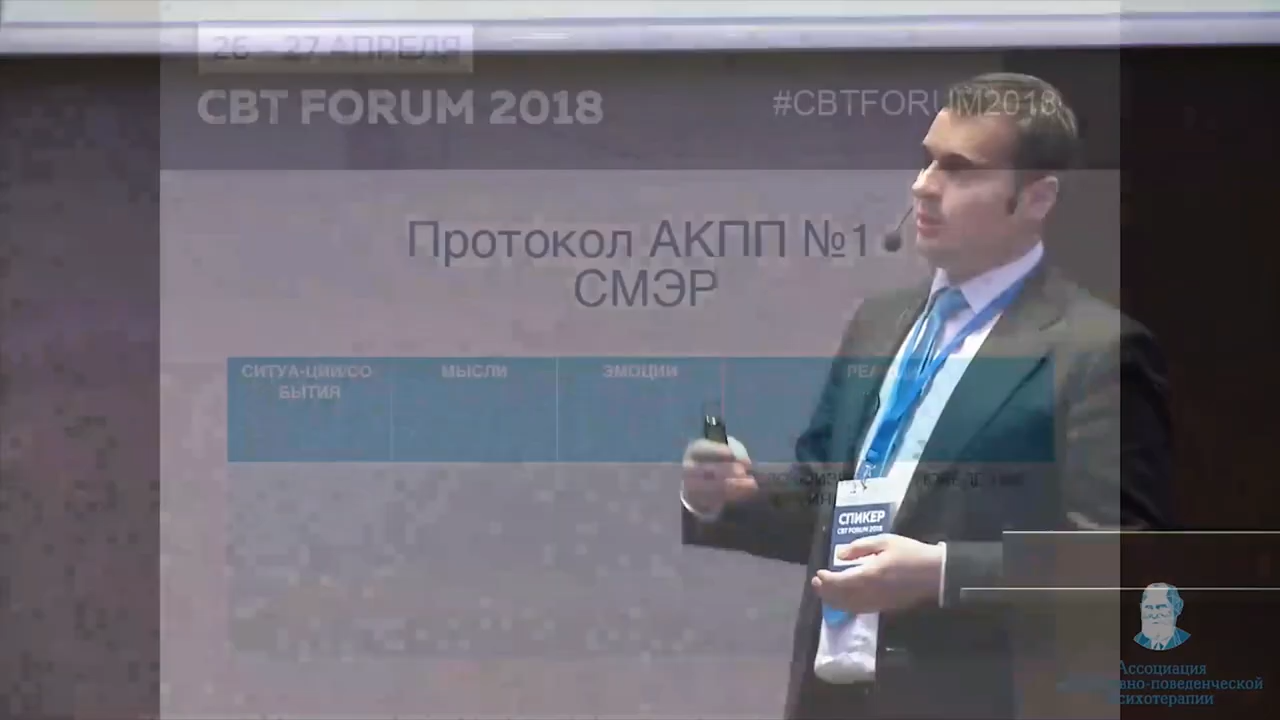 26 - 27 АПРЕЛЯ
CBT FORUM 2018
#CBTFORUM2018
Протокол АКПП №1
СМЭР
СИТУА-ЦИИ/СО
БЫТИЯ
МЫСЛИ
ЭМОЦИИ
СПИКЕР
CBT FORUM 2018
Ассоциация
поведенческой
психотерапии